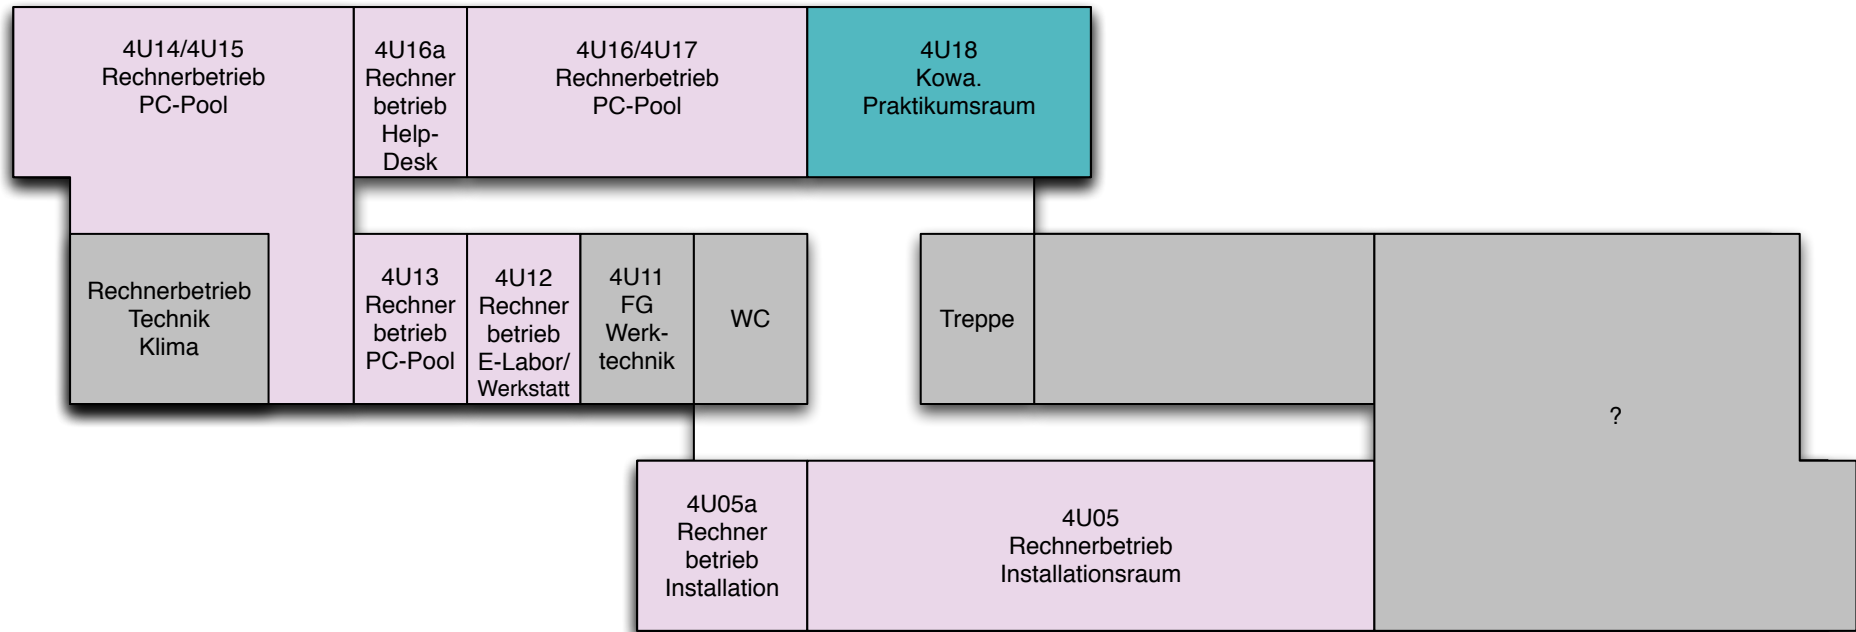 4U14/4U15
Rechnerbetrieb
PC-Pool
4U16a
Rechner
betrieb
Help-
Desk
4U16/4U17
Rechnerbetrieb
PC-Pool
4U18
Kowa.
Praktikumsraum
Rechnerbetrieb
Technik
Klima
4U13
Rechner
betrieb
PC-Pool
4U12
Rechner
betrieb
E-Labor/
Werkstatt
4U11
FG
Werk-
technik
WC
Treppe
?
4U05a
Rechner
betrieb
Installation
4U05
Rechnerbetrieb
Installationsraum